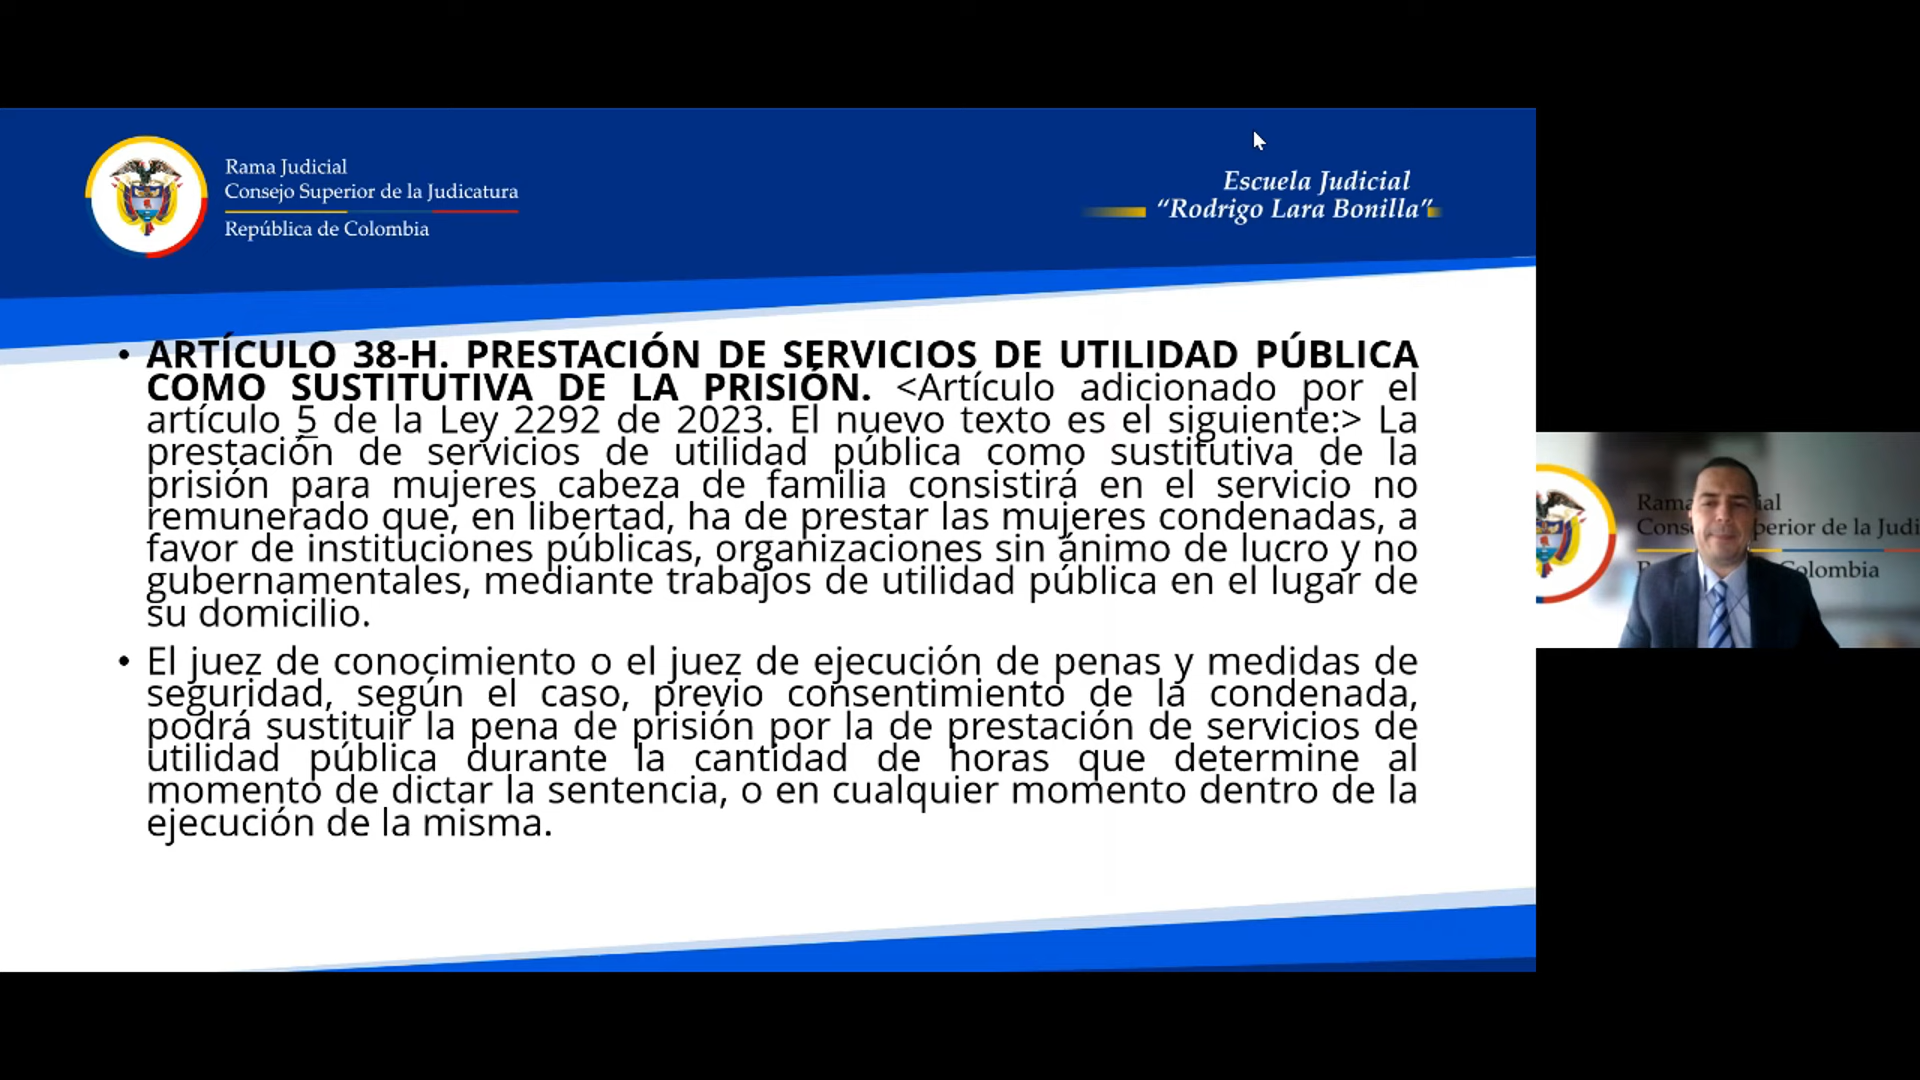 Rama Judicial
Consejo Superior de la Judicatura
República de Colombia
Escuela Judicial
“Rodrigo Lara Bonilla”
• ARTÍCULO 38-H. PRESTACIÓN DE SERVICIOS DE UTILIDAD PÚBLICA
COMO SUSTITUTIVA DE LA PRISIÓN. <Artículo adicionado por el
artículo 5 de la Ley 2292 de 2023. El nuevo texto es el siguiente:> La
prestación de servicios de utilidad pública como sustitutiva de la
prisión para mujeres cabeza de familia consistirá en el servicio no
remunerado que, en libertad, ha de prestar las mujeres condenadas, a
favor de instituciones públicas, organizaciones sin ánimo de lucro y no
gubernamentales, mediante trabajos de utilidad pública en el lugar de
su domicilio.
• El juez de conocimiento o el juez de ejecución de penas y medidas de
seguridad, según el caso, previo consentimiento de la condenada,
podrá sustituir la pena de prisión por la de prestación de servicios de
utilidad pública durante la cantidad de horas que determine al
momento de dictar la sentencia, o en cualquier momento dentro de la
ejecución de la misma.
Rama
de la
Colombia